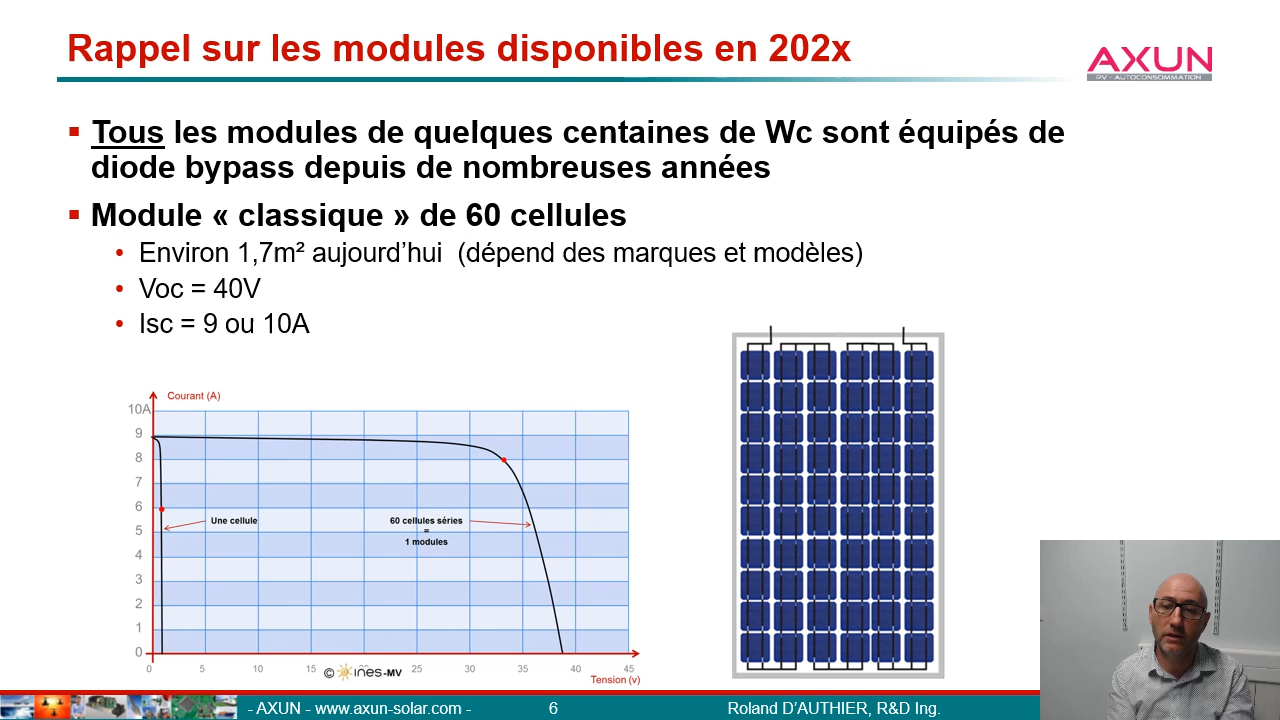 Rappel sur les modules disponibles en 202x
AXUN
PV - AUTOCONSOMMATION
▪ Tous les modules de quelques centaines de Wc sont équipés de
diode bypass depuis de nombreuses années
▪ Module « classique » de 60 cellules
• Environ 1,7m² aujourd’hui (dépend des marques et modèles)
• Voc = 40V
• Isc = 9 ou 10A
Courant (A)
10A
9
8
7
6
5
4
3
2
1
0
Une cellule
60 cellules séries
=
1 modules
0 5 10 15 25 30 35 40 45
© ines-MV
Tension (v)
- AXUN - www.axun-solar.com - 6 Roland D’AUTHIER, R&D Ing.